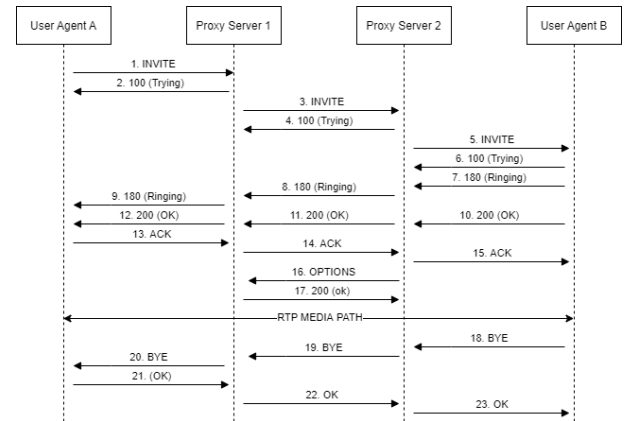 User Agent A
Proxy Server 1
Proxy Server 2
User Agent B
1. INVITE
2. 100 (Trying)
3. INVITE
4. 100 (Trying)
5. INVITE
6. 100 (Trying)
7. 180 (Ringing)
8. 180 (Ringing)
9. 180 (Ringing)
10. 200 (OK)
11. 200 (OK)
12. 200 (OK)
13. ACK
14. ACK
15. ACK
16. OPTIONS
17. 200 (ok)
RTP MEDIA PATH
18. BYE
19. BYE
20. BYE
21. (OK)
22. OK
23. OK